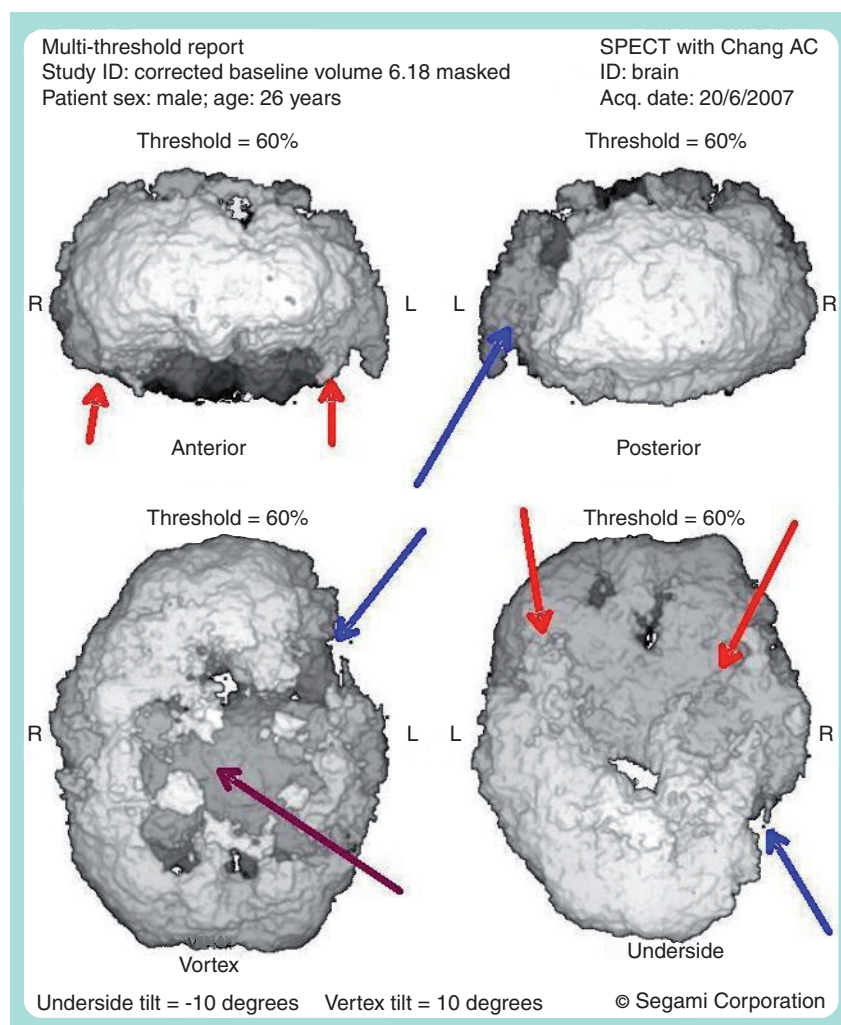 Multi-threshold report
Study ID: corrected baseline volume 6.18 masked
Patient sex: male; age: 26 years
SPECT with Chang AC
ID: brain
Acq. date: 20/6/2007
Threshold = 60%
Threshold = 60%
R
L
L
R
Anterior
Posterior
Threshold = 60%
Threshold = 60%
R
L
L
R
Vortex
Underside
Underside tilt = -10 degrees Vertex tilt = 10 degrees
© Segami Corporation